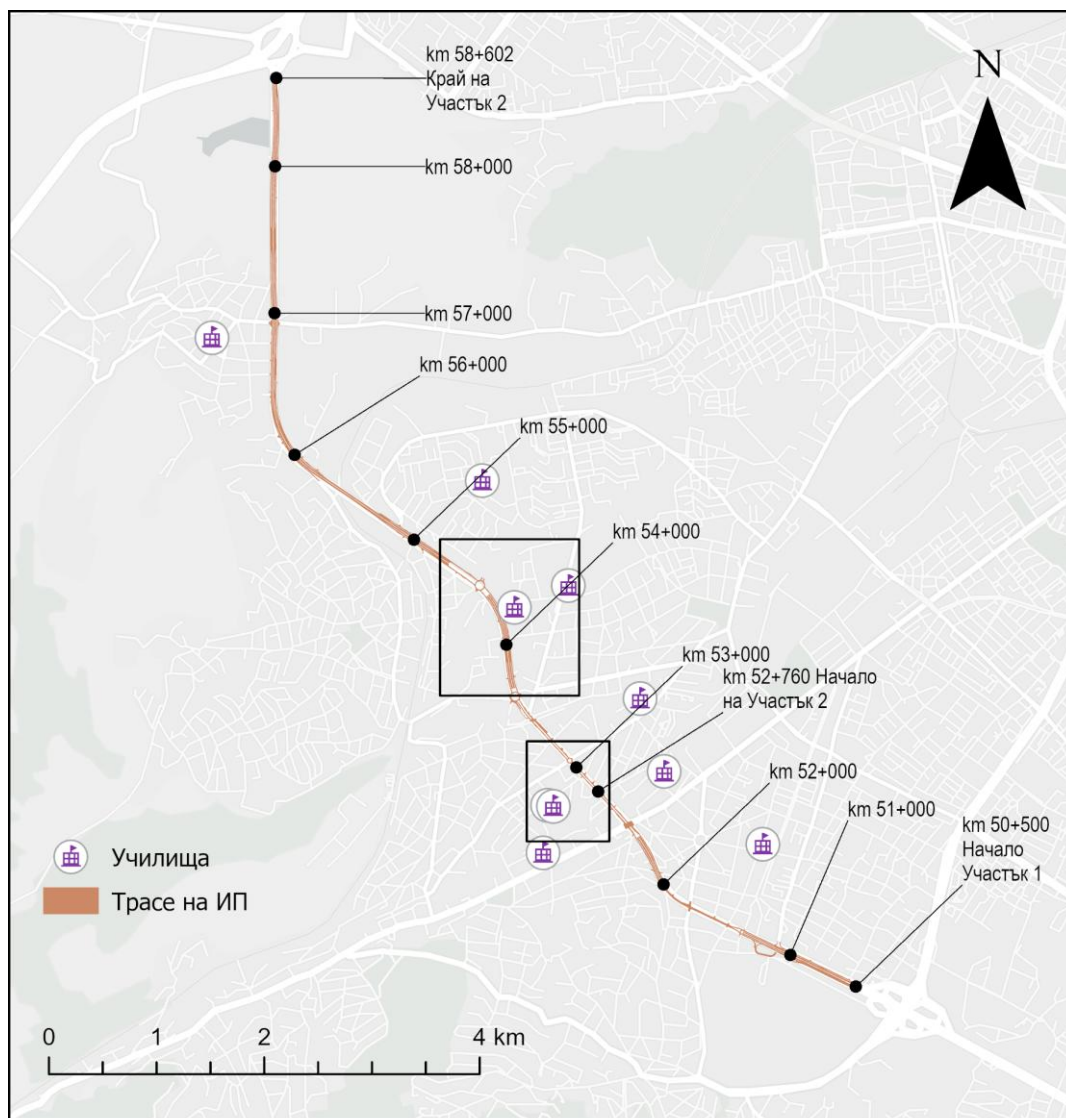 km 58+602
Край на
Участък 2
N
km 58+000
km 57+000
km 56+000
km 55+000
km 54+000
km 53+000
km 52+760 Начало
на Участък 2
km 52+000
km 51+000
km 50+500
Начало
Участък 1
Училища
Трасе на ИП
0 1 2 4 km